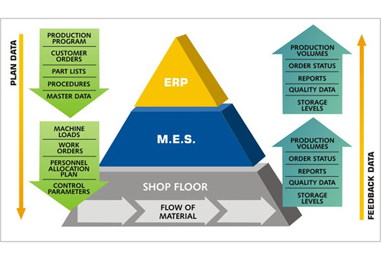 PLAN DATA
PRODUCTION
PROGRAM
CUSTOMER
ORDERS
PART LISTS
PROCEDURES
MASTER DATA
MACHINE
LOADS
WORK
ORDERS
PERSONNEL
ALLOCATION
PLAN
CONTROL
PARAMETERS
ERP
M.E.S.
SHOP FLOOR
FLOW OF
MATERIAL
PRODUCTION
VOLUMES
ORDER STATUS
REPORTS
QUALITY DATA
STORAGE
LEVELS
PRODUCTION
VOLUMES
ORDER STATUS
REPORTS
QUALITY DATA
STORAGE
LEVELS
FEEDBACK DATA